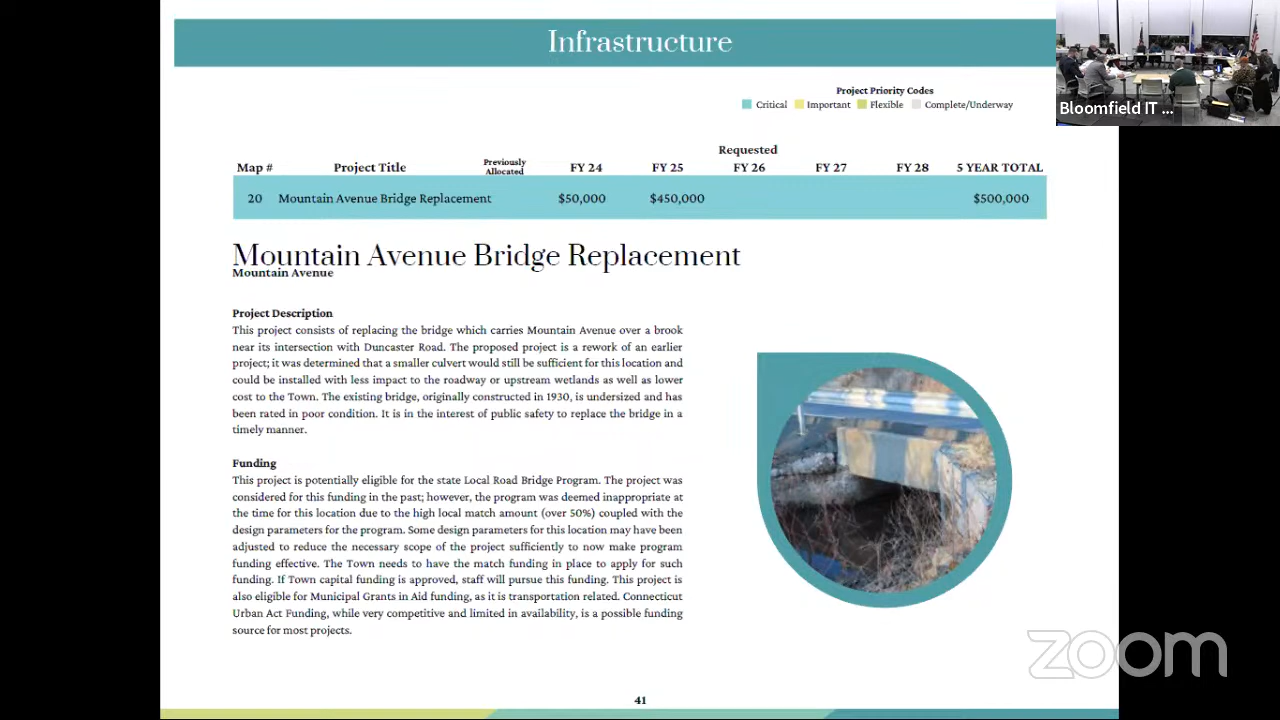 Infrastructure
Bloomfield IT ...
Project Priority Codes
Critical Important Flexible Complete/Underway
Requested
Map # Project Title Previously Allocated FY 24 FY 25 FY 26 FY 27 FY 28 5 YEAR TOTAL
20 Mountain Avenue Bridge Replacement $50,000 $450,000 $500,000
Mountain Avenue Bridge Replacement
Mountain Avenue
Project Description
This project consists of replacing the bridge which carries Mountain Avenue over a brook
near its intersection with Duncaster Road. The proposed project is a rework of an earlier
project; it was determined that a smaller culvert would still be sufficient for this location and
could be installed with less impact to the roadway or upstream wetlands as well as lower
cost to the Town. The existing bridge, originally constructed in 1930, is undersized and has
been rated in poor condition. It is in the interest of public safety to replace the bridge in a
timely manner.
Funding
This project is potentially eligible for the state Local Road Bridge Program. The project was
considered for this funding in the past; however, the program was deemed inappropriate at
the time for this location due to the high local match amount (over 50%) coupled with the
design parameters for the program. Some design parameters for this location may have been
adjusted to reduce the necessary scope of the project sufficiently to now make program
funding effective. The Town needs to have the match funding in place to apply for such
funding. If Town capital funding is approved, staff will pursue this funding. This project is
also eligible for Municipal Grants in Aid funding, as it is transportation related. Connecticut
Urban Act Funding, while very competitive and limited in availability, is a possible funding
source for most projects.
zoom
41